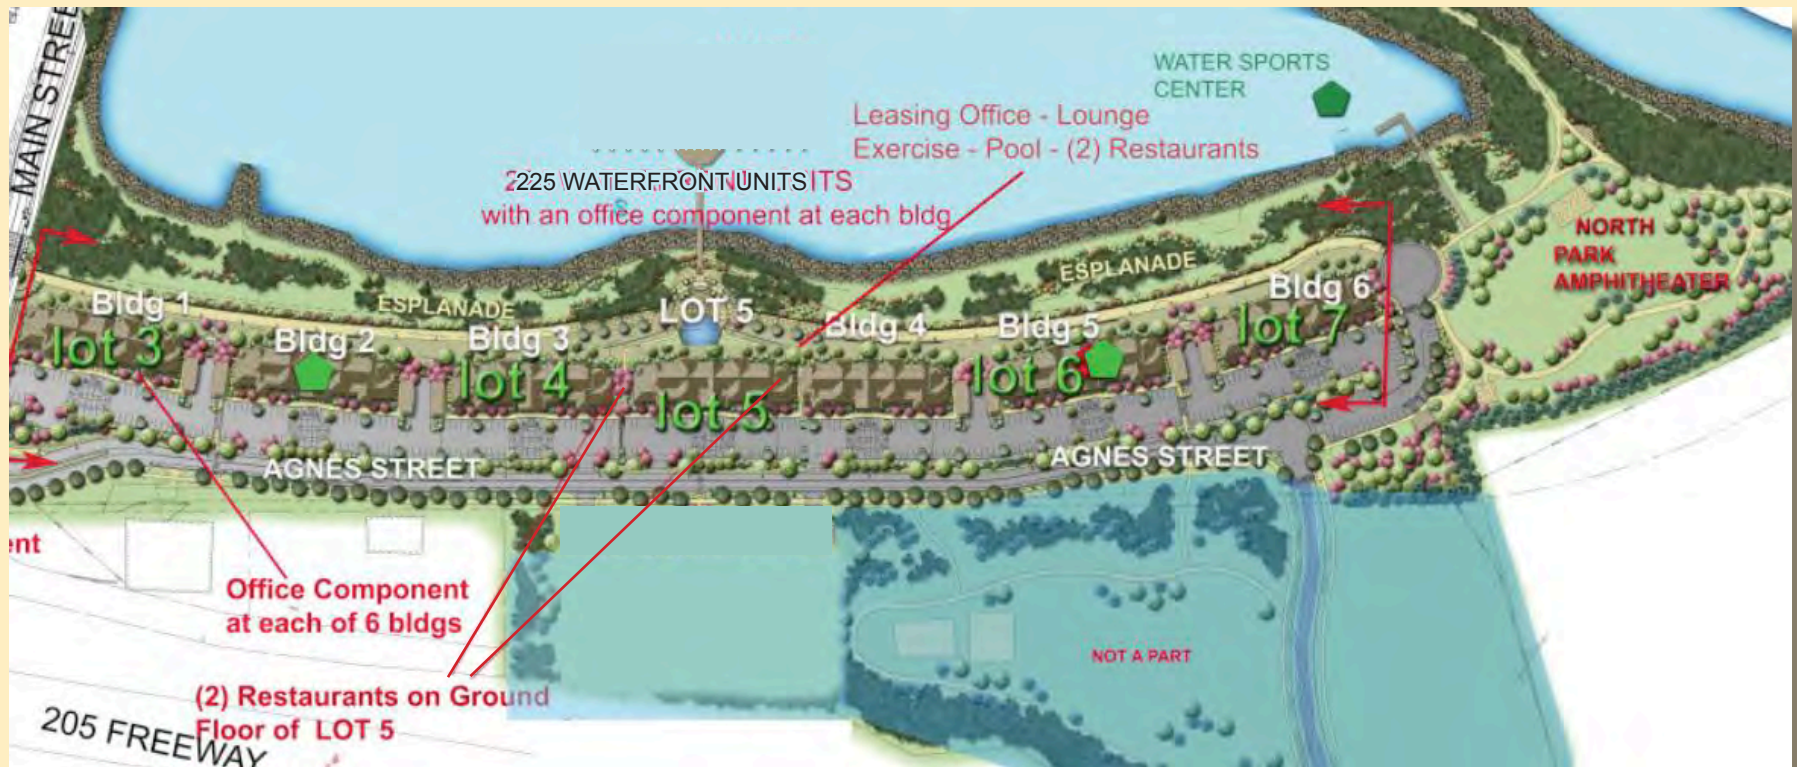 MAIN STREE
WATER SPORTS
CENTER
Leasing Office - Lounge
Exercise - Pool - (2) Restaurants
225 WATERFRONT UNITS
with an office component at each bldg
NORTH
PARK
AMPHITHEATER
ESPLANADE
ESPLANADE
Bldg 1
Bldg 2
Bldg 3
LOT 5
Bldg 4
Bldg 5
Bldg 6
lot 3
lot 4
lot 5
lot 6
lot 7
AGNES STREET
AGNES STREET
ent
Office Component
at each of 6 bldgs
NOT A PART
(2) Restaurants on Ground
Floor of LOT 5
205 FREEWAY